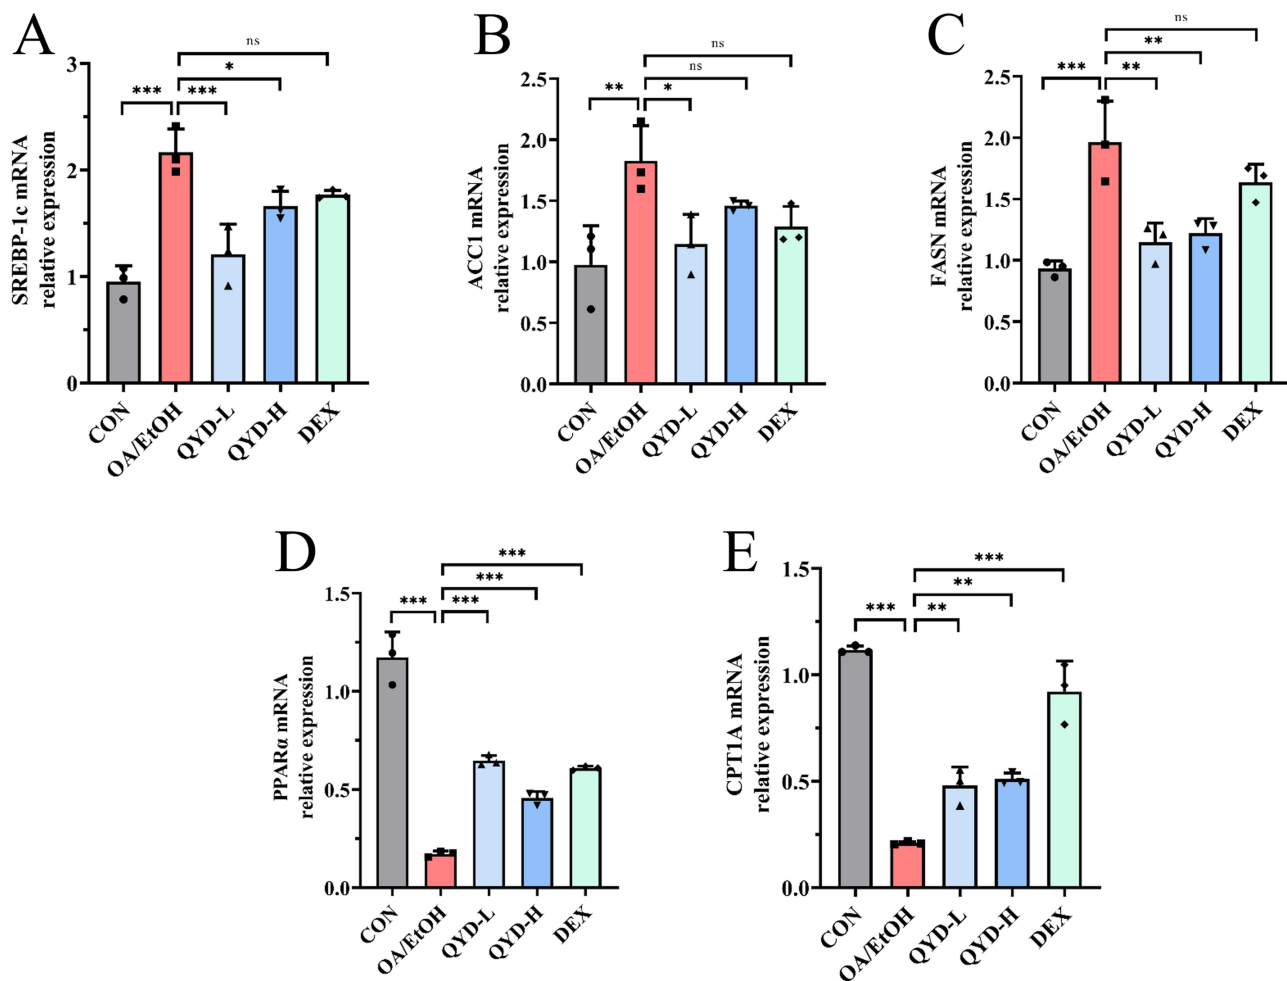 A
SREBP-1c mRNA
relative expression
3
2
1
0
***
***
*
ns
CON
OA/EtOH
QYD-L
QYD-H
DEX
B
ACC1 mRNA
relative expression
2.5
2.0
1.5
1.0
0.5
0.0
**
*
ns
ns
CON
OA/EtOH
QYD-L
QYD-H
DEX
C
FASN mRNA
relative expression
2.5
2.0
1.5
1.0
0.5
0.0
***
**
**
ns
CON
OA/EtOH
QYD-L
QYD-H
DEX
D
PPARα mRNA
relative expression
1.5
1.0
0.5
0.0
***
***
***
***
CON
OA/EtOH
QYD-L
QYD-H
DEX
E
CPT1A mRNA
relative expression
1.5
1.0
0.5
0.0
***
**
**
***
CON
OA/EtOH
QYD-L
QYD-H
DEX